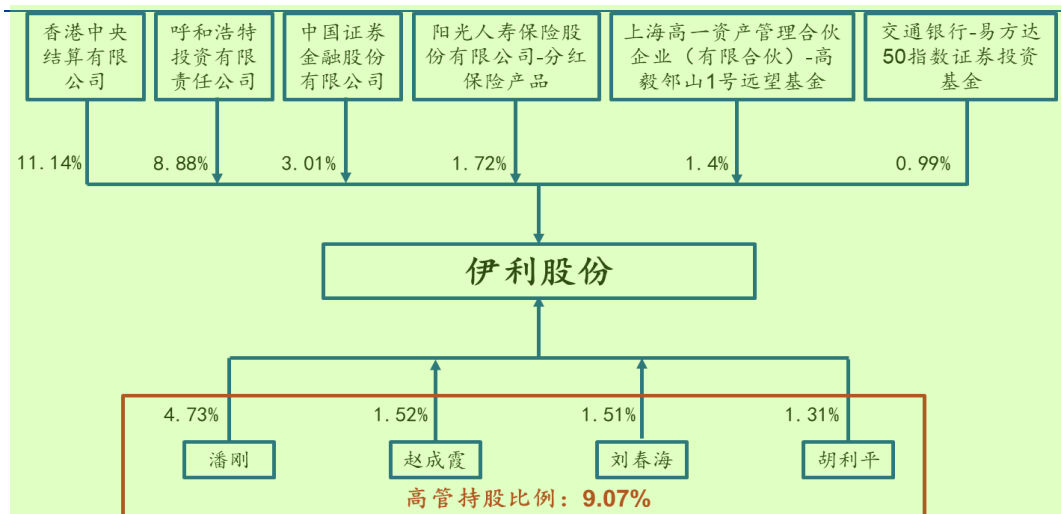 香港中央
结算有限
公司
呼和浩特
投资有限
责任公司
中国证券
金融股份
有限公司
阳光人寿保险股
份有限公司-分红
保险产品
上海高一资产管理合伙
企业（有限合伙）-高
毅邻山1号远望基金
交通银行-易方达
50指数证券投资
基金
11.14%
8.88%
3.01%
1.72%
1.4%
0.99%
伊利股份
4.73%
1.52%
1.51%
1.31%
潘刚
赵成霞
刘春海
胡利平
高管持股比例：9.07%